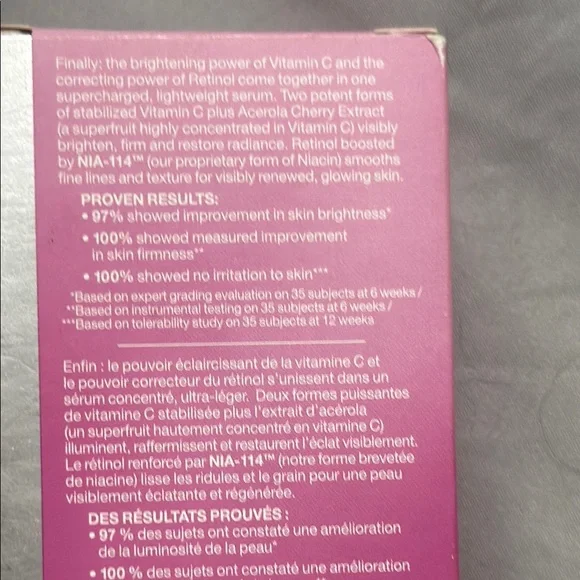 Finally: the brightening power of Vitamin C and the
correcting power of Retinol come together in one
supercharged, lightweight serum. Two potent forms
of stabilized Vitamin C plus Acerola Cherry Extract
(a superfruit highly concentrated in Vitamin C) visibly
brighten, firm and restore radiance. Retinol boosted
by NIA-114™ (our proprietary form of Niacin) smooths
fine lines and texture for visibly renewed, glowing skin.
PROVEN RESULTS:
• 97% showed improvement in skin brightness*
• 100% showed measured improvement
in skin firmness**
• 100% showed no irritation to skin***
*Based on expert grading evaluation on 35 subjects at 6 weeks /
**Based on instrumental testing on 35 subjects at 6 weeks /
***Based on tolerability study on 35 subjects at 12 weeks
Enfin : le pouvoir éclaircissant de la vitamine C et
le pouvoir correcteur du rétinol s'unissent dans un
sérum concentré, ultra-léger. Deux formes puissantes
de vitamine C stabilisée plus l'extrait d'acérola
(un superfruit hautement concentré en vitamine C)
illuminent, raffermissent et restaurent l'éclat visiblement.
Le rétinol renforcé par NIA-114™ (notre forme brevetée
de niacine) lisse les ridules et le grain pour une peau
visiblement éclatante et régénérée.
DES RÉSULTATS PROUVÉS :
• 97 % des sujets ont constaté une amélioration
de la luminosité de la peau*
• 100 % des sujets ont constaté une amélioration